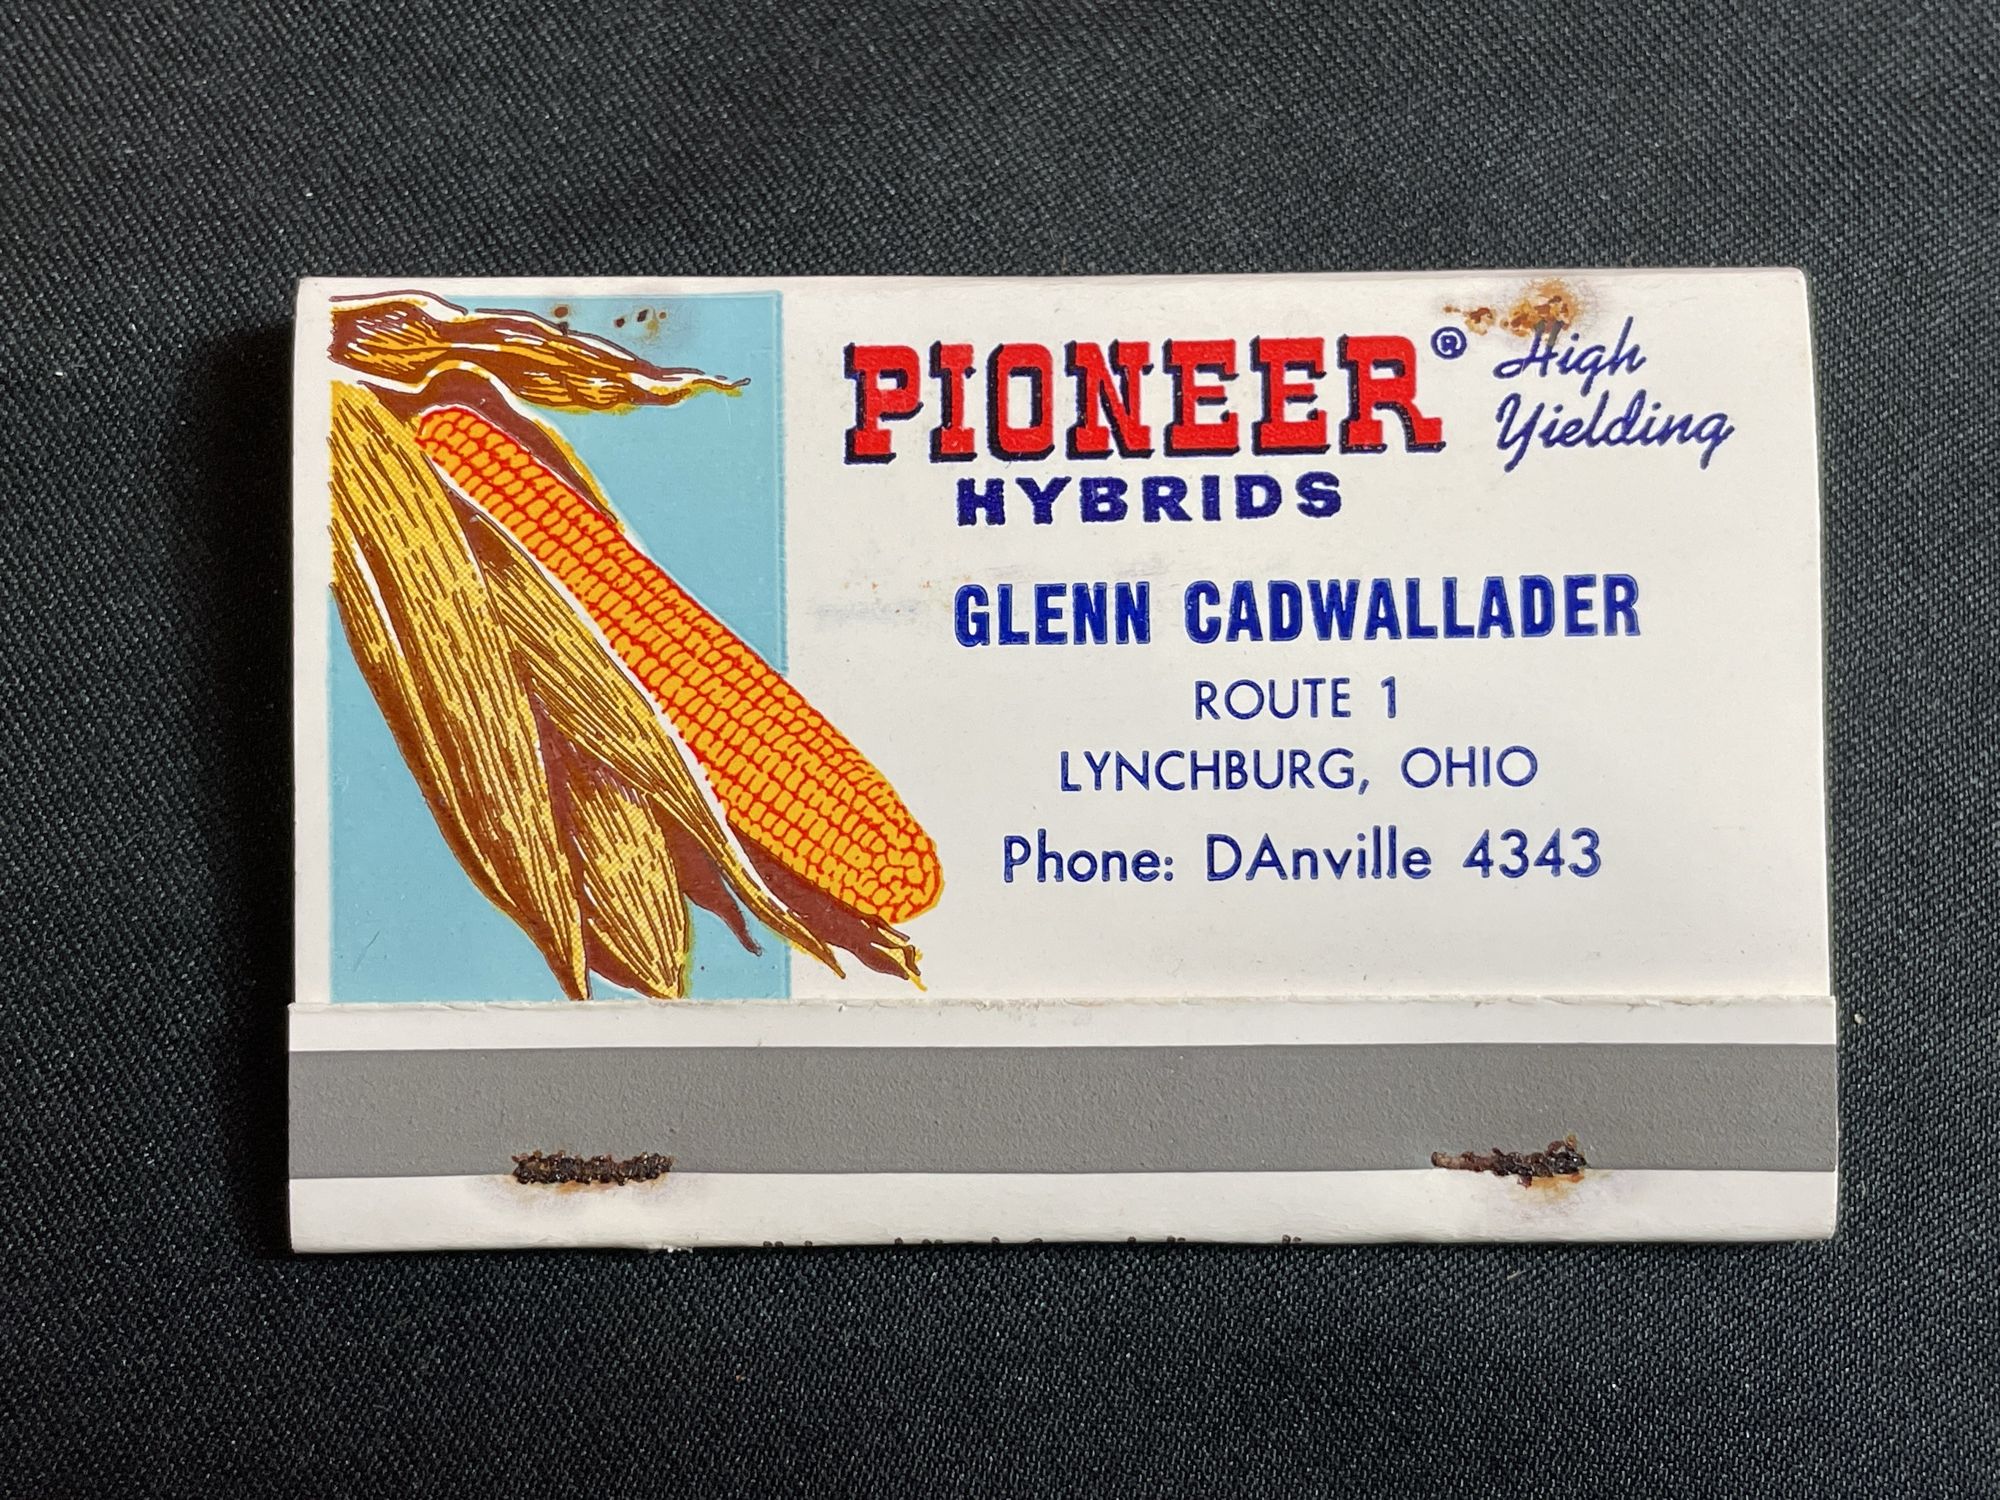 PIONEER® High
Yielding
HYBRIDS
GLENN CADWALLADER
ROUTE 1
LYNCHBURG, OHIO
Phone: DAnville 4343